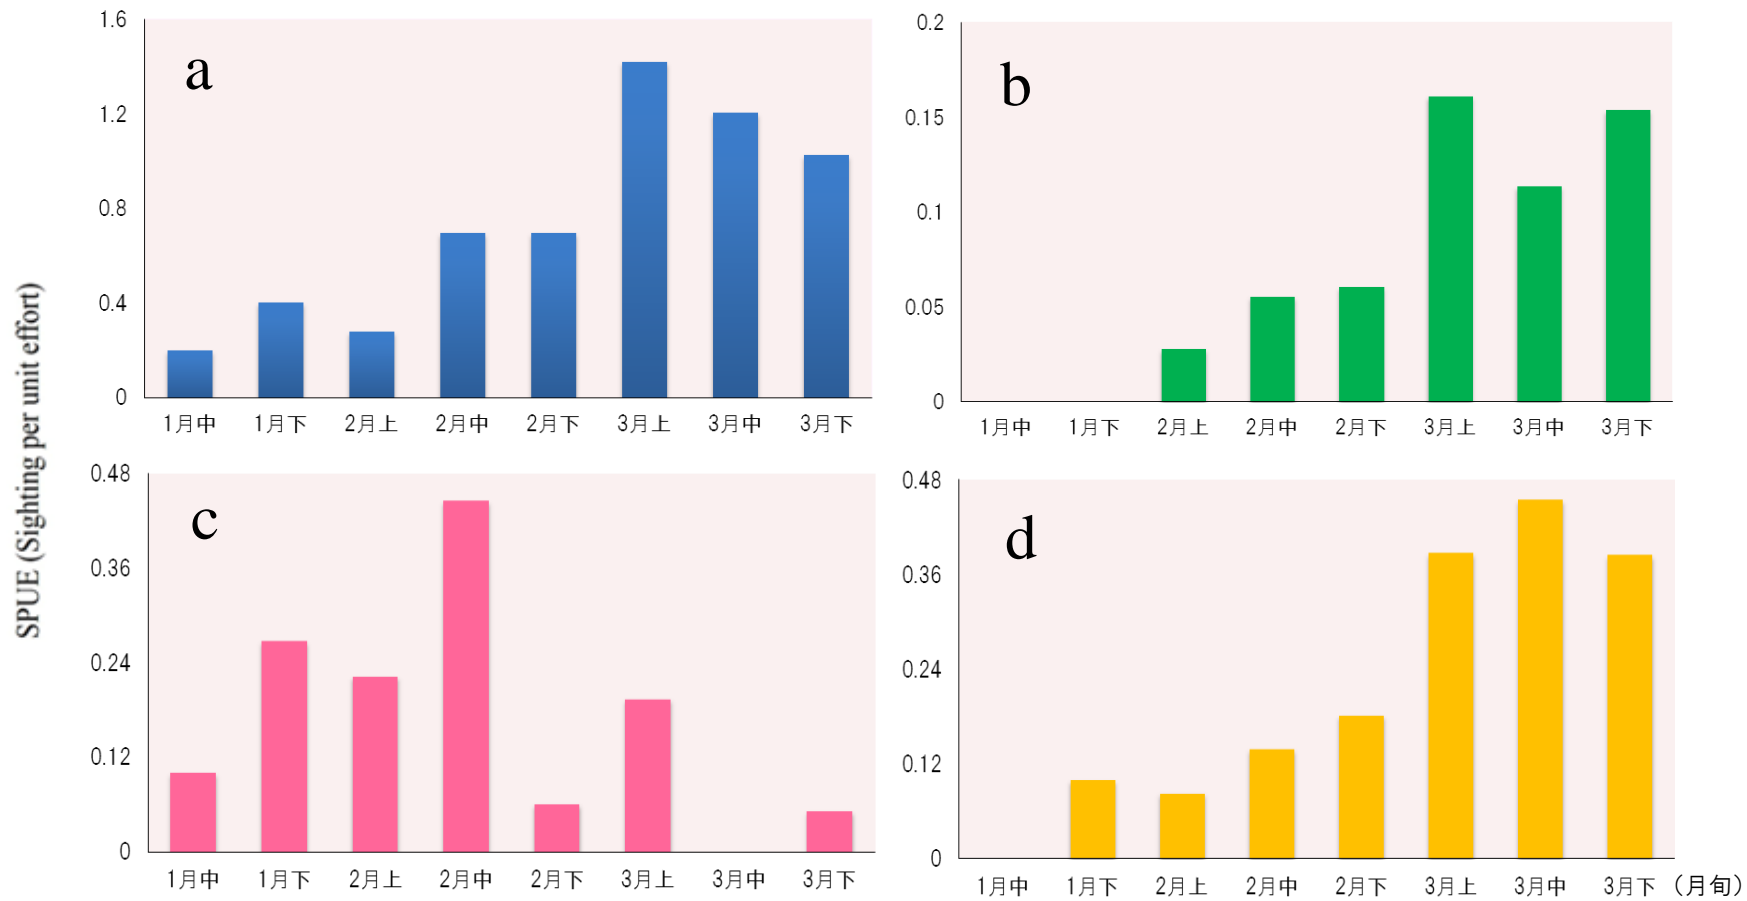 SPUE (Sighting per unit effort)
a
1.6
1.2
0.8
0.4
0
1月中 1月下 2月上 2月中 2月下 3月上 3月中 3月下
b
0.2
0.15
0.1
0.05
0
1月中 1月下 2月上 2月中 2月下 3月上 3月中 3月下
c
0.48
0.36
0.24
0.12
0
1月中 1月下 2月上 2月中 2月下 3月上 3月中 3月下
d
0.48
0.36
0.24
0.12
0
1月中 1月下 2月上 2月中 2月下 3月上 3月中 3月下 (月旬)